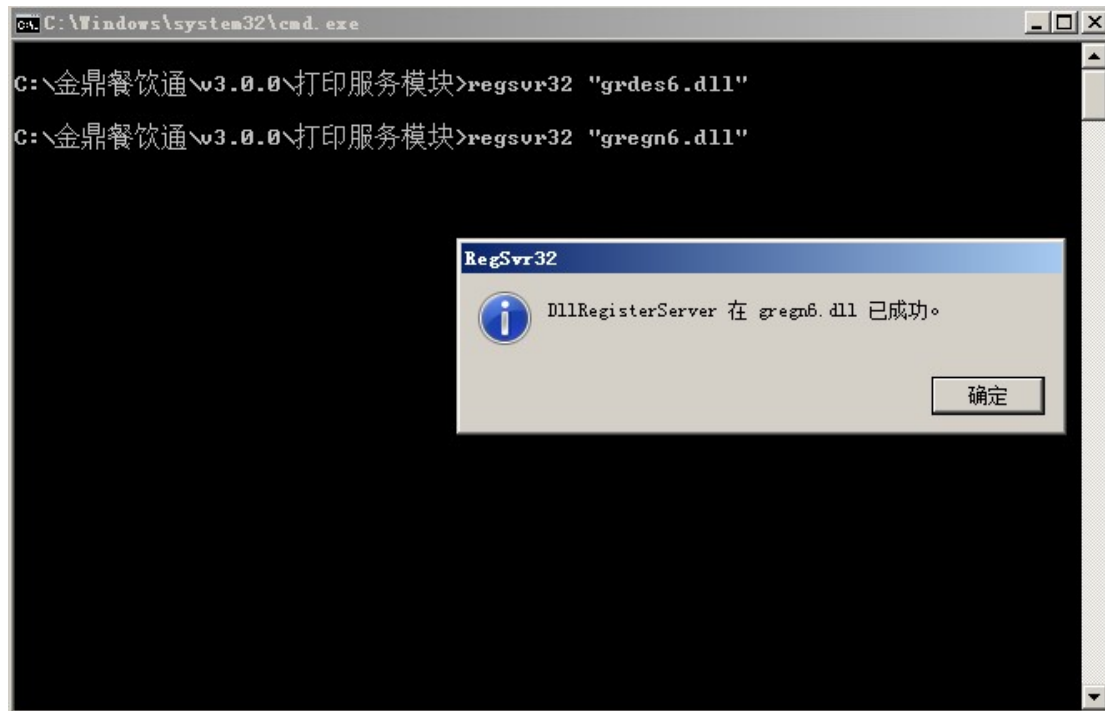 C:\Windows\system32\cmd.exe
C:\金鼎餐饮通\v3.0.0\打印服务模块>regsvr32 "grdes6.dll"
C:\金鼎餐饮通\v3.0.0\打印服务模块>regsvr32 "gregn6.dll"
RegSvr32
DllRegisterServer 在 gregn6.dll 已成功。
确定